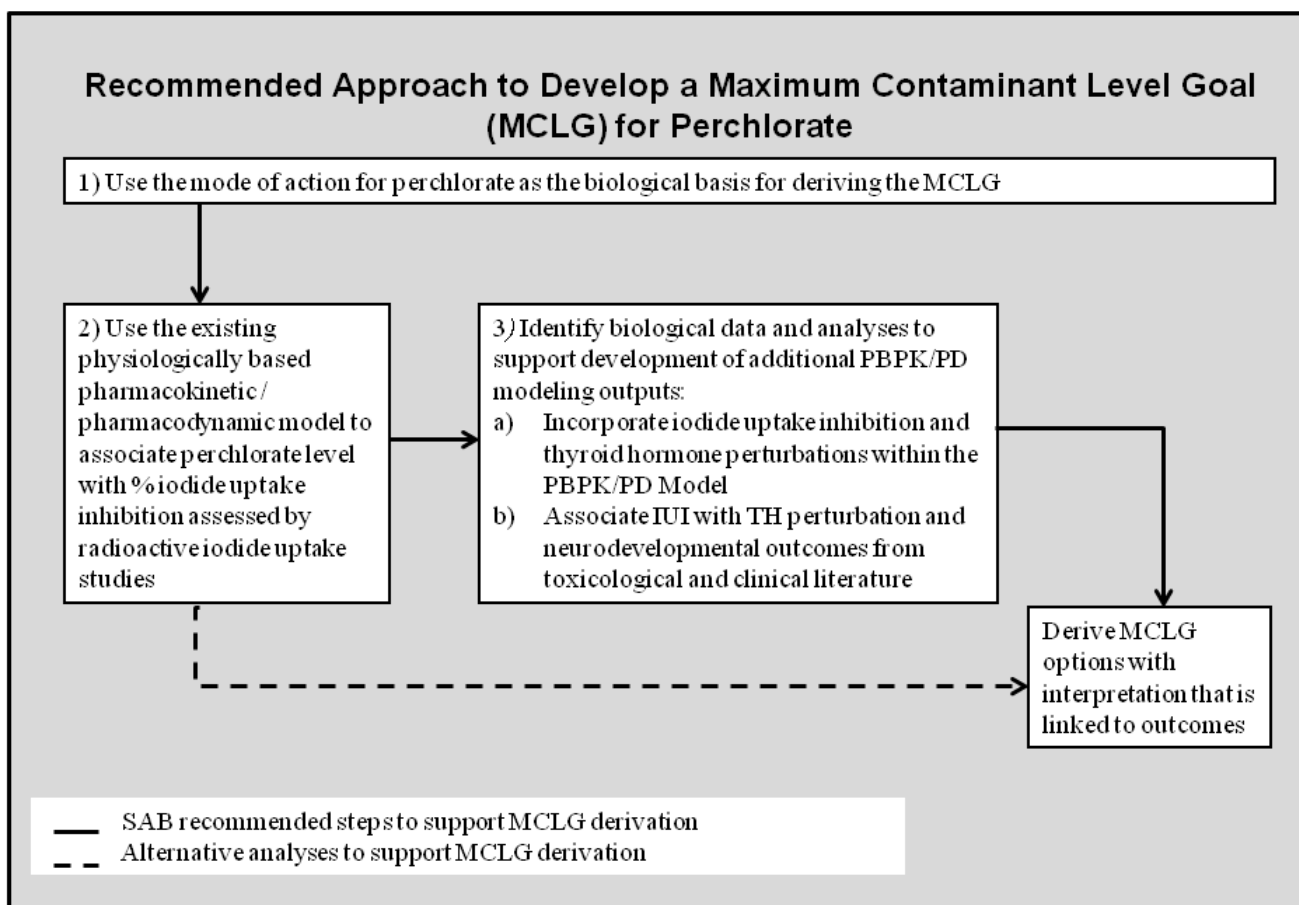 Recommended Approach to Develop a Maximum Contaminant Level Goal
(MCLG) for Perchlorate
1) Use the mode of action for perchlorate as the biological basis for deriving the MCLG
2) Use the existing
physiologically based
pharmacokinetic /
pharmacodynamic model to
associate perchlorate level
with % iodide uptake
inhibition assessed by
radioactive iodide uptake
studies
3) Identify biological data and analyses to
support development of additional PBPK/PD
modeling outputs:
a) Incorporate iodide uptake inhibition and
thyroid hormone perturbations within the
PBPK/PD Model
b) Associate IUI with TH perturbation and
neurodevelopmental outcomes from
toxicological and clinical literature
Derive MCLG
options with
interpretation that is
linked to outcomes
SAB recommended steps to support MCLG derivation
Alternative analyses to support MCLG derivation